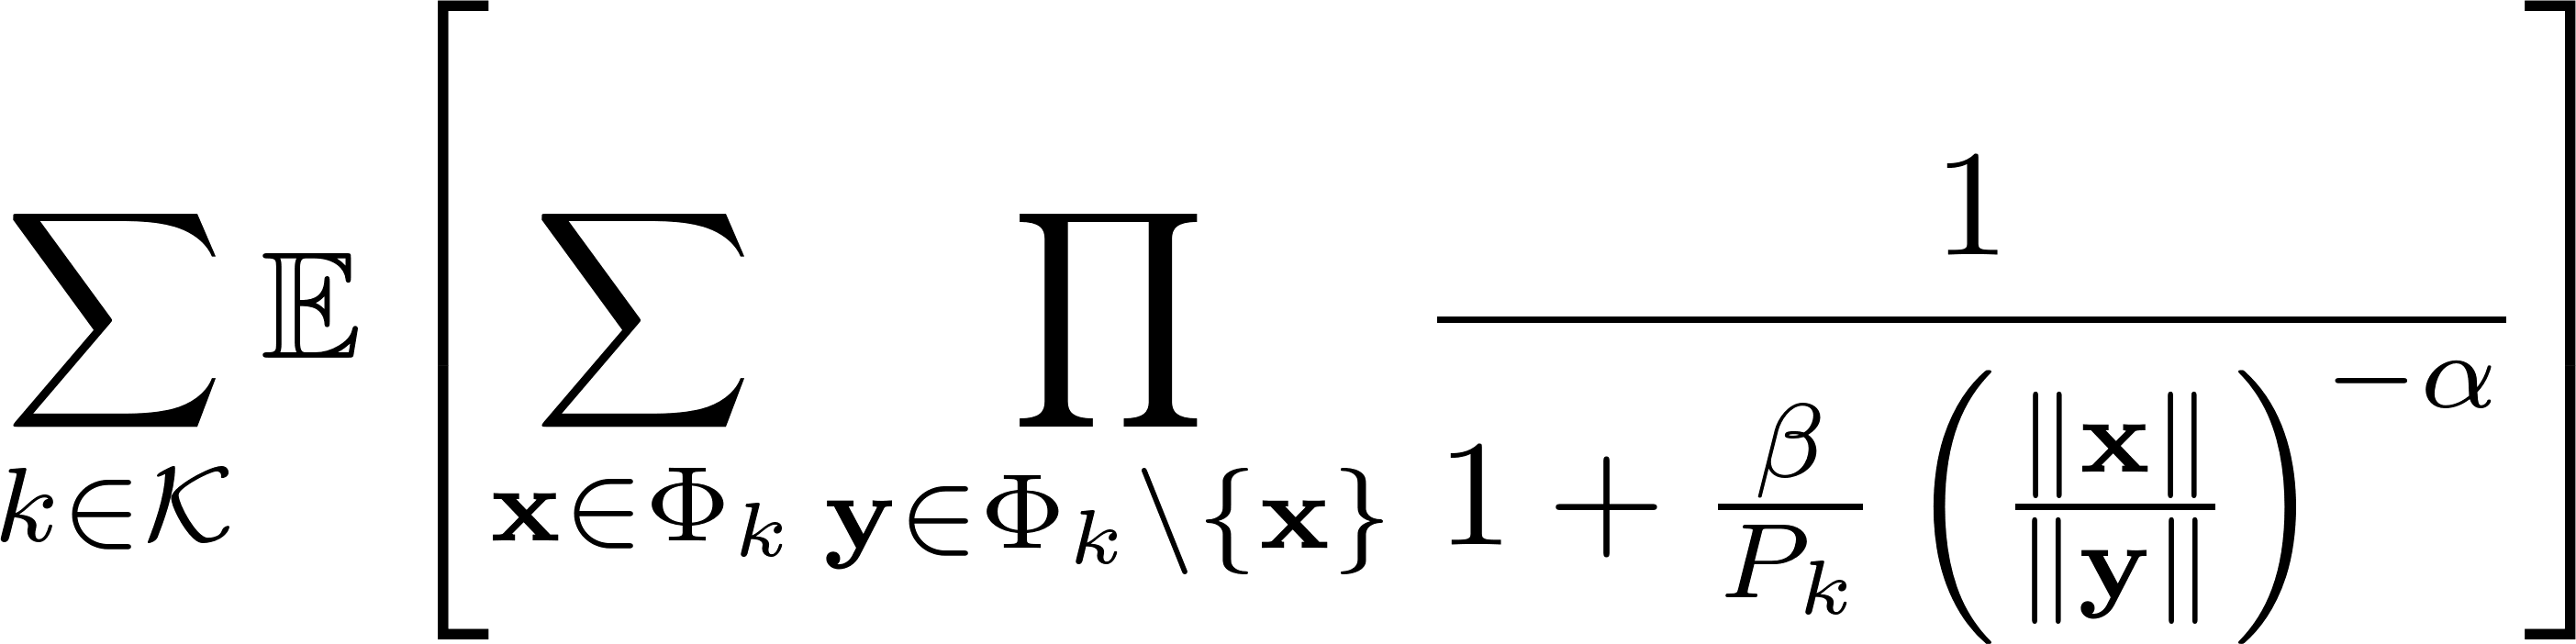 \sum_{k \in \mathcal{K}} \mathbb{E} \left[ \sum_{\mathbf{x} \in \Phi_k} \prod_{\mathbf{y} \in \Phi_k \backslash \{\mathbf{x}\}} \frac{1}{1 + \frac{\beta}{P_k} \left( \frac{\|\mathbf{x}\|}{\|\mathbf{y}\|} \right)^{-\alpha}} \right]